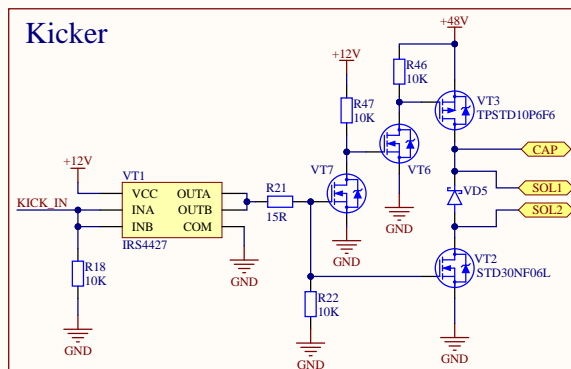 Kicker
+48V
+12V
R46
10K
VT3
TPSTD10P6F6
R47
10K
CAP
VT7
VT6
+12V
VT1
SOL1
VD5
VCC
OUTA
R21
KICK_IN
INA
OUTB
15R
SOL2
INB
COM
IRS4427
GND
GND
VT2
STD30NF06L
R18
10K
GND
R22
10K
GND
GND
GND